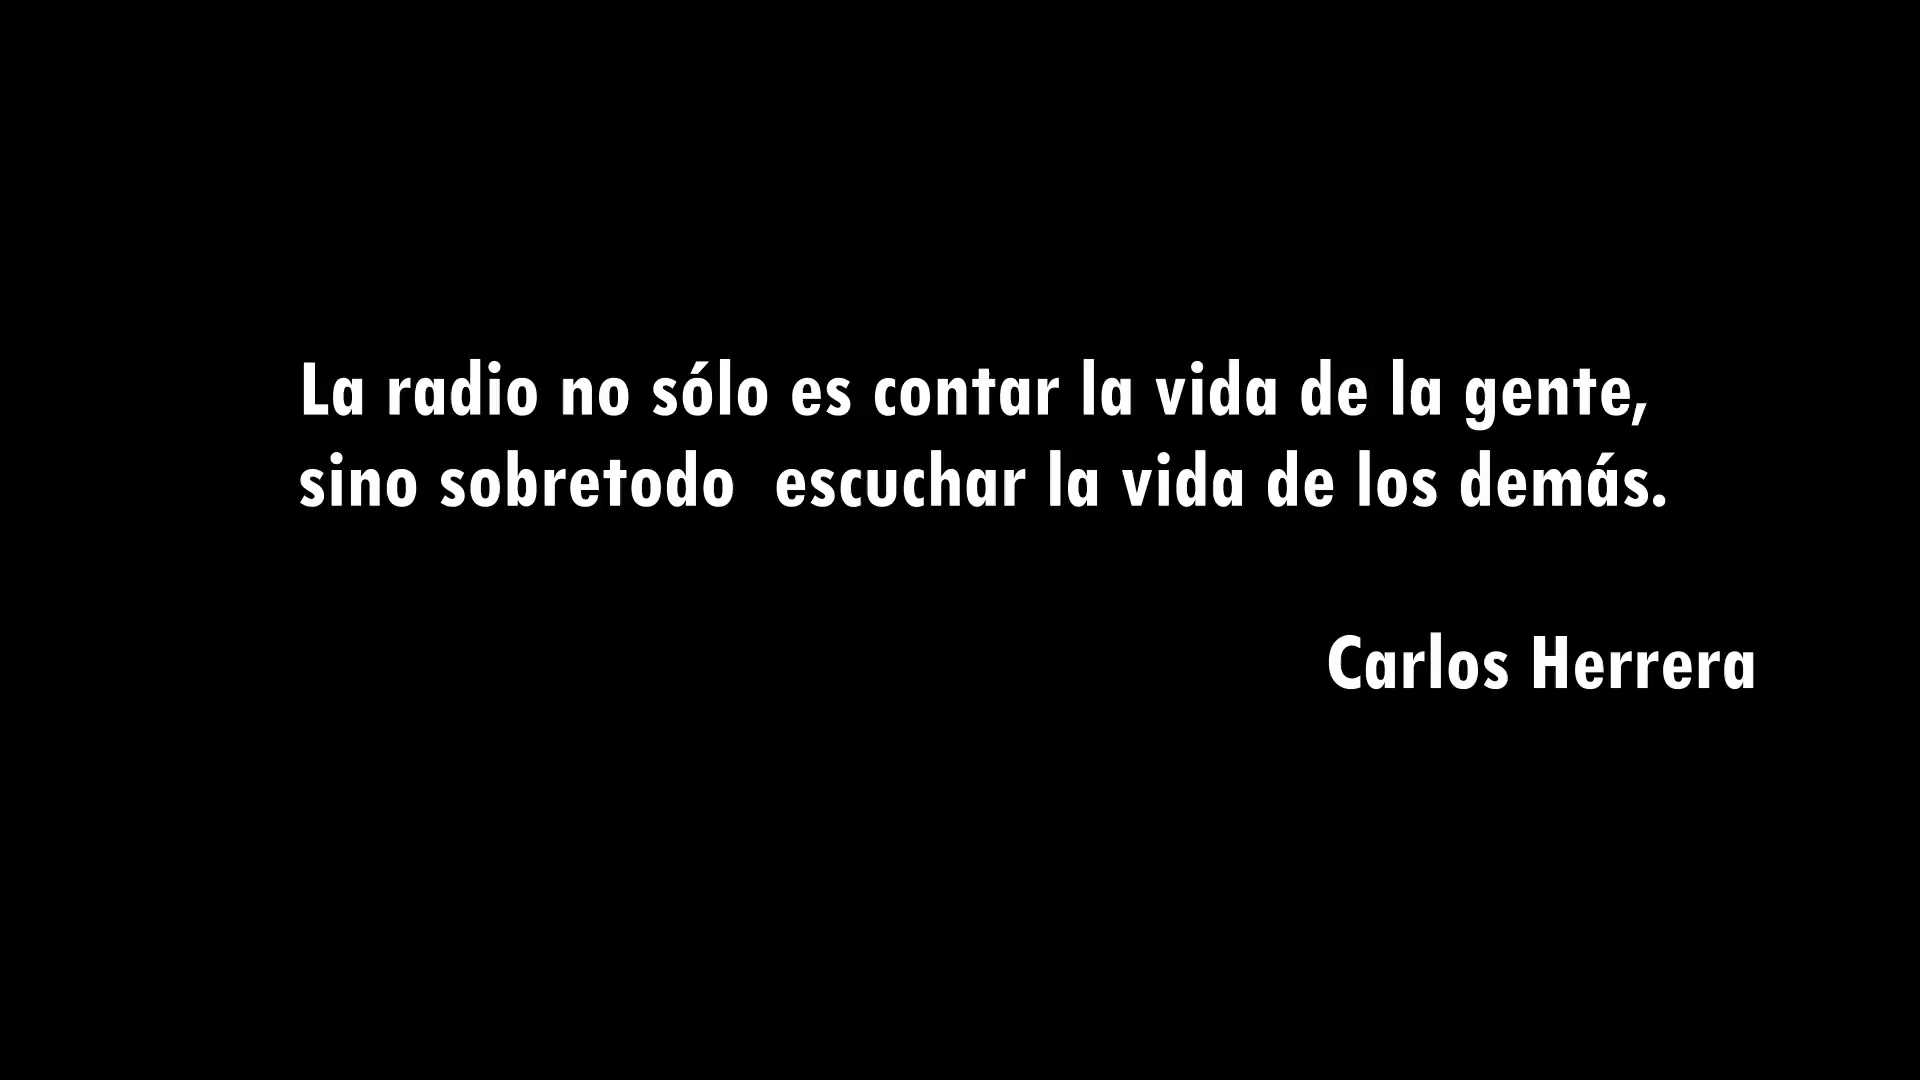 La radio no sólo es contar la vida de la gente,
sino sobretodo  escuchar la vida de los demás.
Carlos Herrera